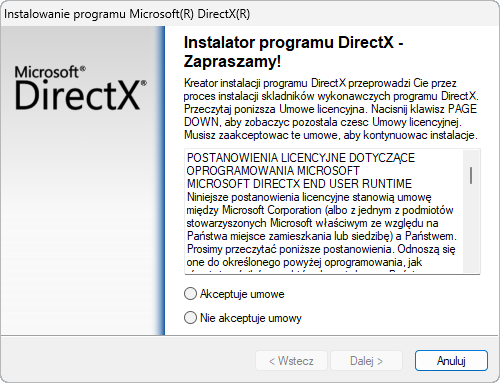 Instalowanie programu Microsoft(R) DirectX(R)
Microsoft®
DirectX®
Instalator programu DirectX -
Zapraszamy!
Kreator instalacji programu DirectX przeprowadzi Cie przez
proces instalacji skladników wykonawczych programu DirectX.
Przeczytaj ponizsza Umowe licencyjna. Nacisnij klawisz PAGE
DOWN, aby zobaczyc pozostala czesc Umowy licencyjnej.
Musisz zaakceptowac te umowe, aby kontynuowac instalacje.
POSTANOWIENIA LICENCYJNE DOTYCZĄCE
OPROGRAMOWANIA MICROSOFT
MICROSOFT DIRECTX END USER RUNTIME
Niniejsze postanowienia licencyjne stanowią umowę
między Microsoft Corporation (albo z jednym z podmiotów
stowarzyszonych Microsoft właściwym ze względu na
Państwa miejsce zamieszkania lub siedzibę) a Państwem.
Prosimy przeczytać poniższe postanowienia. Odnoszą się
one do określonego powyżej oprogramowania, jak
Akceptuje umowe
Nie akceptuje umowy
< Wstecz
Dalej >
Anuluj